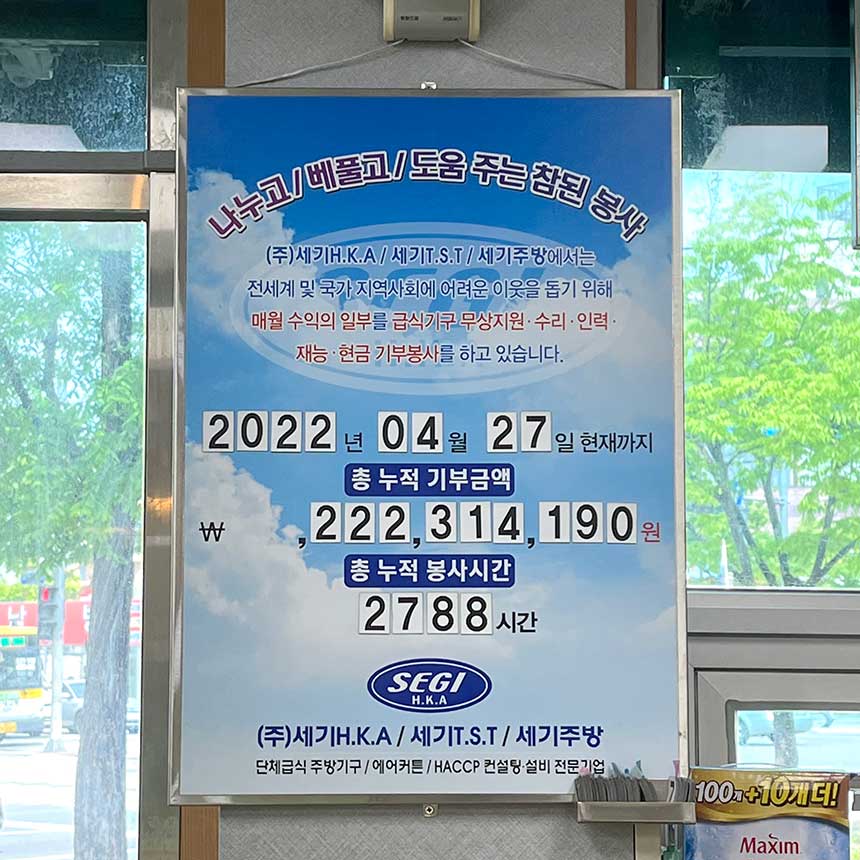 나누고/베풀고/도움 주는 참된 봉사
(주)세기H.K.A / 세기T.S.T / 세기주방에서는
전세계 및 국가 지역사회에 어려운 이웃을 돕기 위해
매월 수익의 일부를 급식기구 무상지원·수리·인력·
재능·현금 기부봉사를 하고 있습니다.
2022년 04월 27일 현재까지
총 누적 기부금액
₩ ,222,314,190원
총 누적 봉사시간
2788시간
SEGI
H.K.A
(주)세기H.K.A / 세기T.S.T / 세기주방
단체급식 주방기구 / 에어커튼 / HACCP 컨설팅·설비 전문기업
100개+10개 더!
Maxim